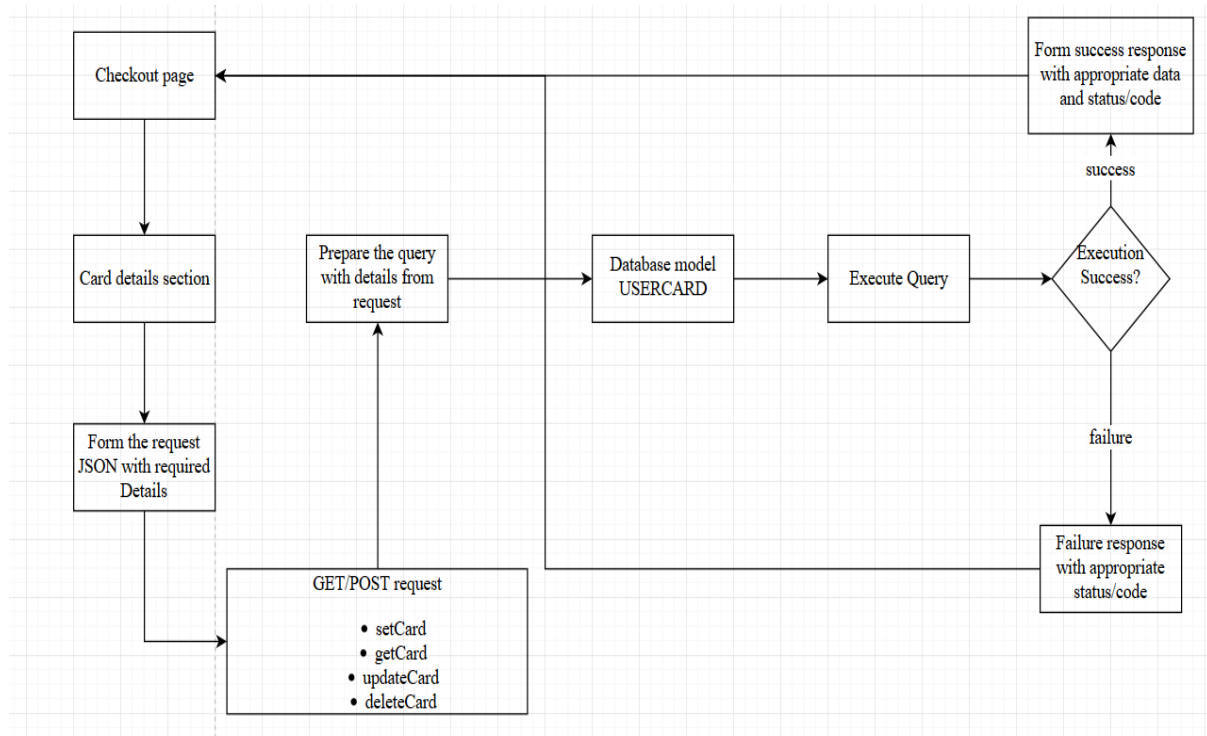 Checkout page
Form success response
with appropriate data
and status/code
success
Card details section
Prepare the query
with details from
request
Database model
USERCARD
Execute Query
Execution
Success?
Form the request
JSON with required
Details
failure
GET/POST request
• setCard
• getCard
• updateCard
• deleteCard
Failure response
with appropriate
status/code